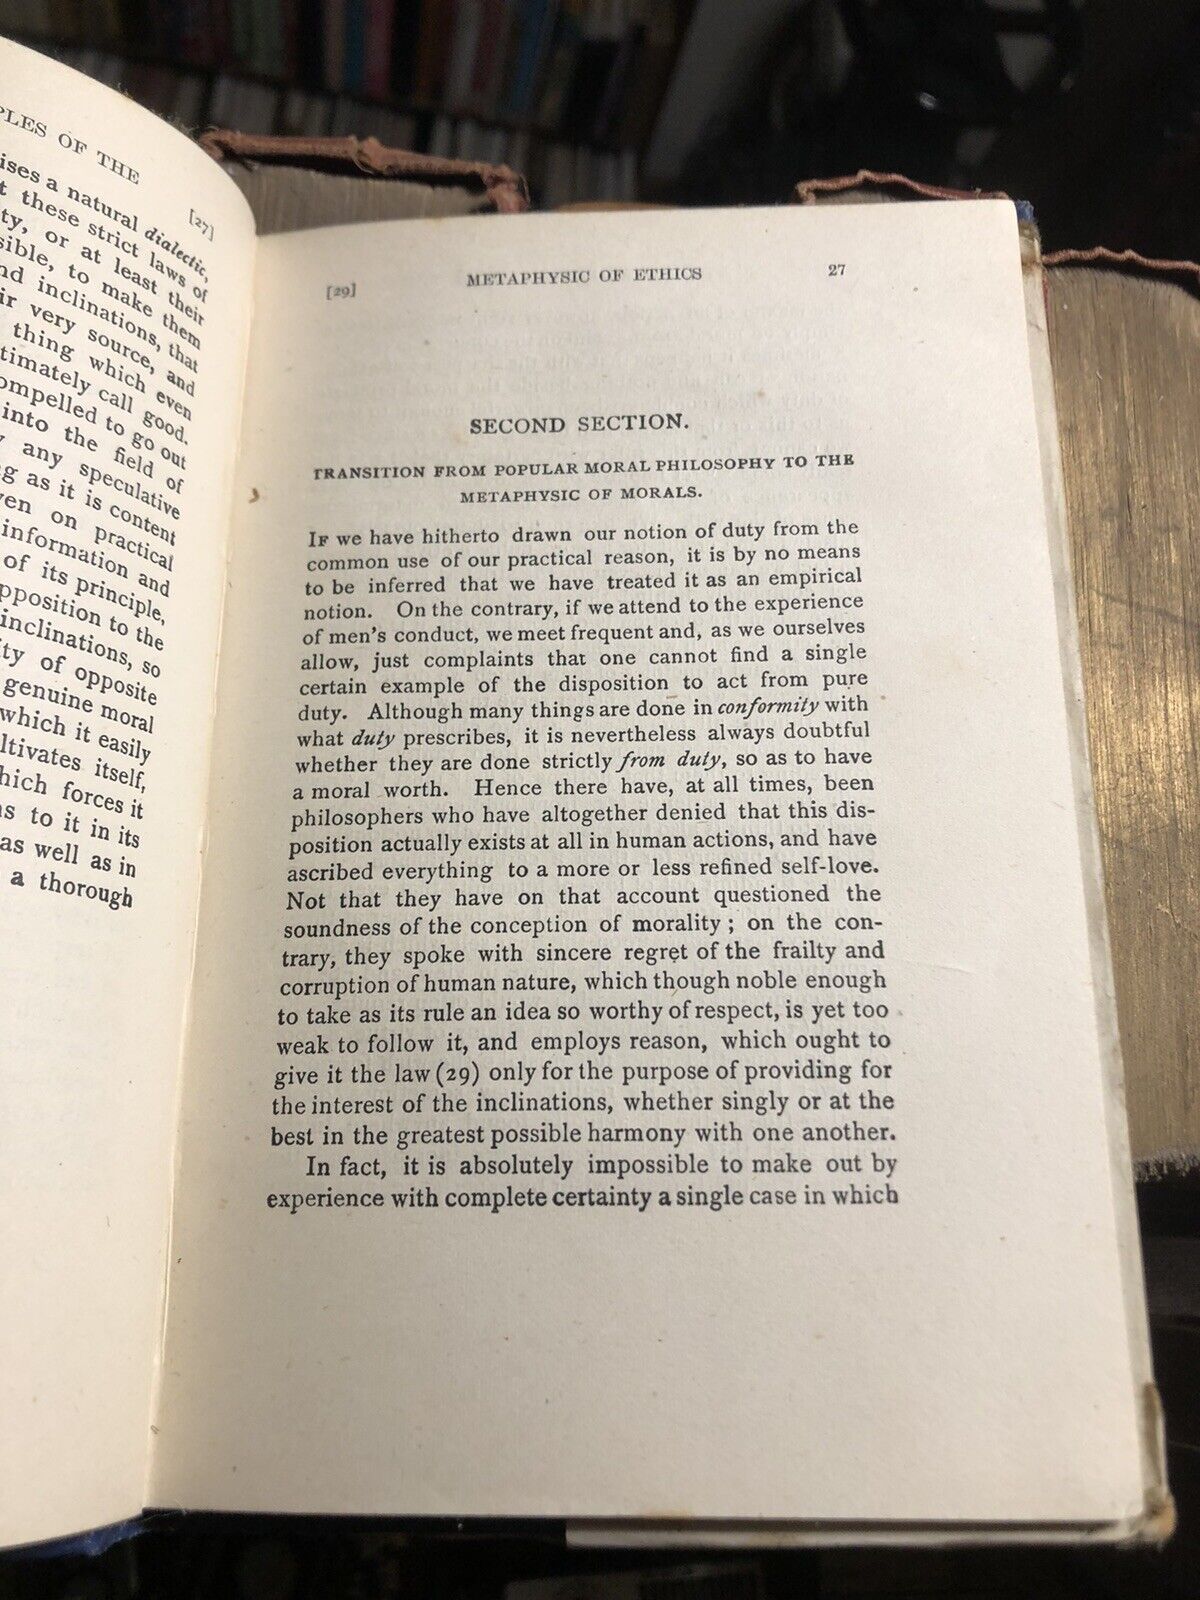 PLES OF THE
[27]
ises a natural dialectic,
t these strict laws of
ty, or at least their
sible, to make them
nd inclinations, that
ir very source, and
thing which even
timately call good.
ompelled to go out
into the field of
y any speculative
ng as it is content
ven on practical
information and
of its principle,
pposition to the
inclinations, so
ity of opposite
genuine moral
which it easily
ltivates itself,
hich forces it
ns to it in its
as well as in
a thorough
[29] METAPHYSIC OF ETHICS 27
SECOND SECTION.
TRANSITION FROM POPULAR MORAL PHILOSOPHY TO THE
METAPHYSIC OF MORALS.
IF we have hitherto drawn our notion of duty from the
common use of our practical reason, it is by no means
to be inferred that we have treated it as an empirical
notion. On the contrary, if we attend to the experience
of men's conduct, we meet frequent and, as we ourselves
allow, just complaints that one cannot find a single
certain example of the disposition to act from pure
duty. Although many things are done in conformity with
what duty prescribes, it is nevertheless always doubtful
whether they are done strictly from duty, so as to have
a moral worth. Hence there have, at all times, been
philosophers who have altogether denied that this dis-
position actually exists at all in human actions, and have
ascribed everything to a more or less refined self-love.
Not that they have on that account questioned the
soundness of the conception of morality; on the con-
trary, they spoke with sincere regret of the frailty and
corruption of human nature, which though noble enough
to take as its rule an idea so worthy of respect, is yet too
weak to follow it, and employs reason, which ought to
give it the law (29) only for the purpose of providing for
the interest of the inclinations, whether singly or at the
best in the greatest possible harmony with one another.
In fact, it is absolutely impossible to make out by
experience with complete certainty a single case in which